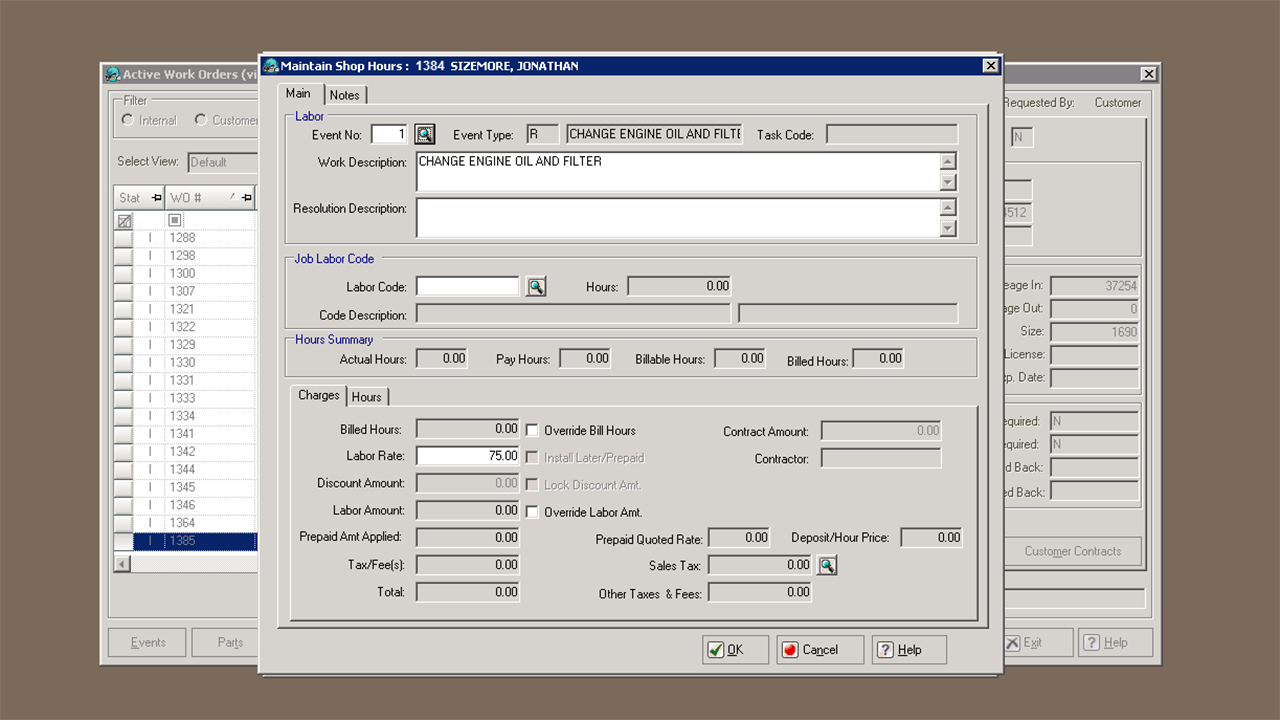 Active Work Orders (vi
Filter
Internal Customer
Select View: Default
Stat WO #
I 1288
I 1298
I 1300
I 1307
I 1321
I 1322
I 1329
I 1330
I 1331
I 1333
I 1334
I 1341
I 1342
I 1344
I 1345
I 1346
I 1364
I 1385
Events Parts
Maintain Shop Hours : 1384 SIZEMORE, JONATHAN
Main Notes
Labor
Event No: 1 Event Type: R CHANGE ENGINE OIL AND FILTE Task Code:
Work Description: CHANGE ENGINE OIL AND FILTER
Resolution Description:
Job Labor Code
Labor Code: Hours: 0.00
Code Description:
Hours Summary
Actual Hours: 0.00 Pay Hours: 0.00 Billable Hours: 0.00 Billed Hours: 0.00
Charges Hours
Billed Hours: 0.00 Override Bill Hours Contract Amount: 0.00
Labor Rate: 75.00 Install Later/Prepaid Contractor:
Discount Amount: 0.00 Lock Discount Amt.
Labor Amount: 0.00 Override Labor Amt.
Prepaid Amt Applied: 0.00 Prepaid Quoted Rate: 0.00 Deposit/Hour Price: 0.00
Tax/Fee(s): 0.00 Sales Tax: 0.00
Total: 0.00 Other Taxes & Fees: 0.00
OK Cancel Help
Requested By: Customer
N
4512
eage In: 37254
age Out: 0
Size: 1690
License:
p. Date:
equired: N
equired: N
d Back:
ed Back:
Customer Contracts
Exit Help